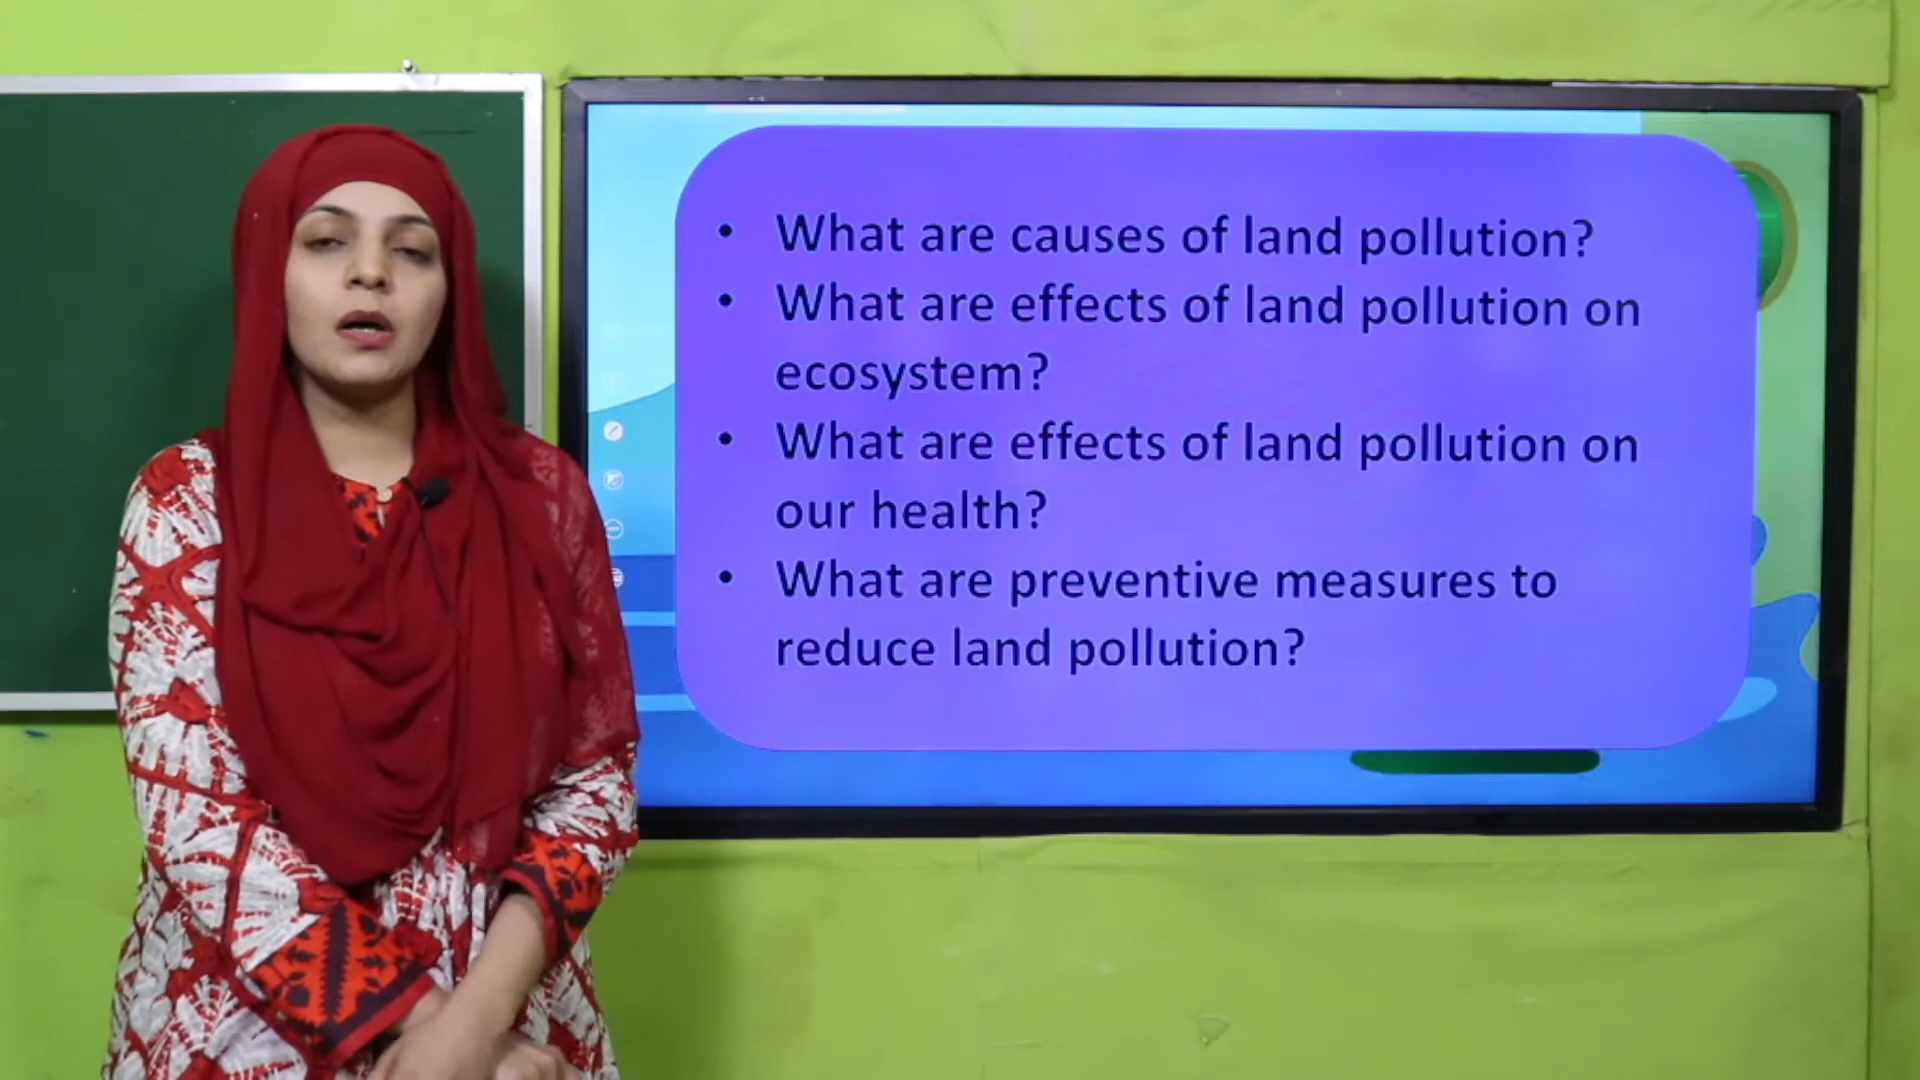 • What are causes of land pollution?
• What are effects of land pollution on
ecosystem?
• What are effects of land pollution on
our health?
• What are preventive measures to
reduce land pollution?